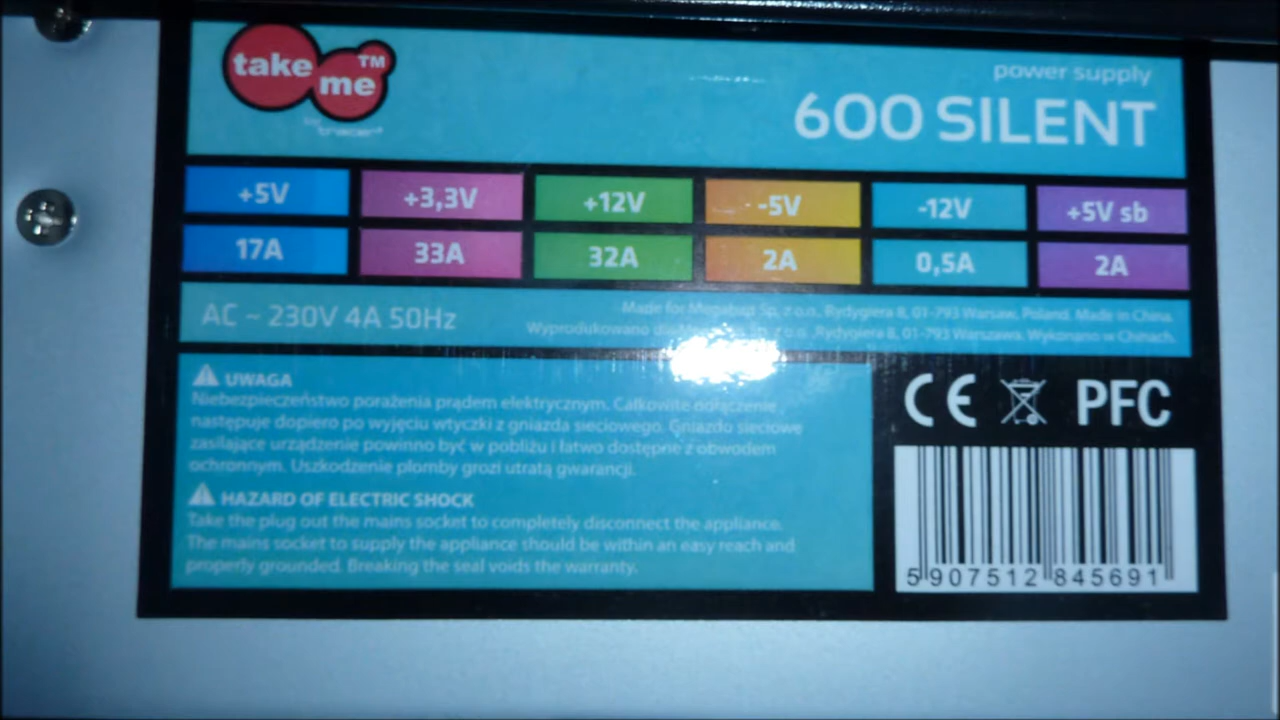 take me™
by tracer
power supply
600 SILENT
+5V +3,3V +12V -5V -12V +5V sb
17A 33A 32A 2A 0,5A 2A
AC ~ 230V 4A 50Hz
Made for Megabajt Sp. z o.o., Rydygiera 8, 01-793 Warsaw, Poland. Made in China.
Wyprodukowano dla Sp. z o.o., Rydygiera 8, 01-793 Warszawa. Wykonano w Chinach.
UWAGA
Niebezpieczeństwo porażenia prądem elektrycznym. Całkowite odłączenie
następuje dopiero po wyjęciu wtyczki z gniazda sieciowego. Gniazdo sieciowe
zasilające urządzenie powinno być w pobliżu i łatwo dostępne z obwodem
ochronnym. Uszkodzenie plomby grozi utratą gwarancji.
HAZARD OF ELECTRIC SHOCK
Take the plug out the mains socket to completely disconnect the appliance.
The mains socket to supply the appliance should be within an easy reach and
properly grounded. Breaking the seal voids the warranty.
CE PFC
5 907512 845691